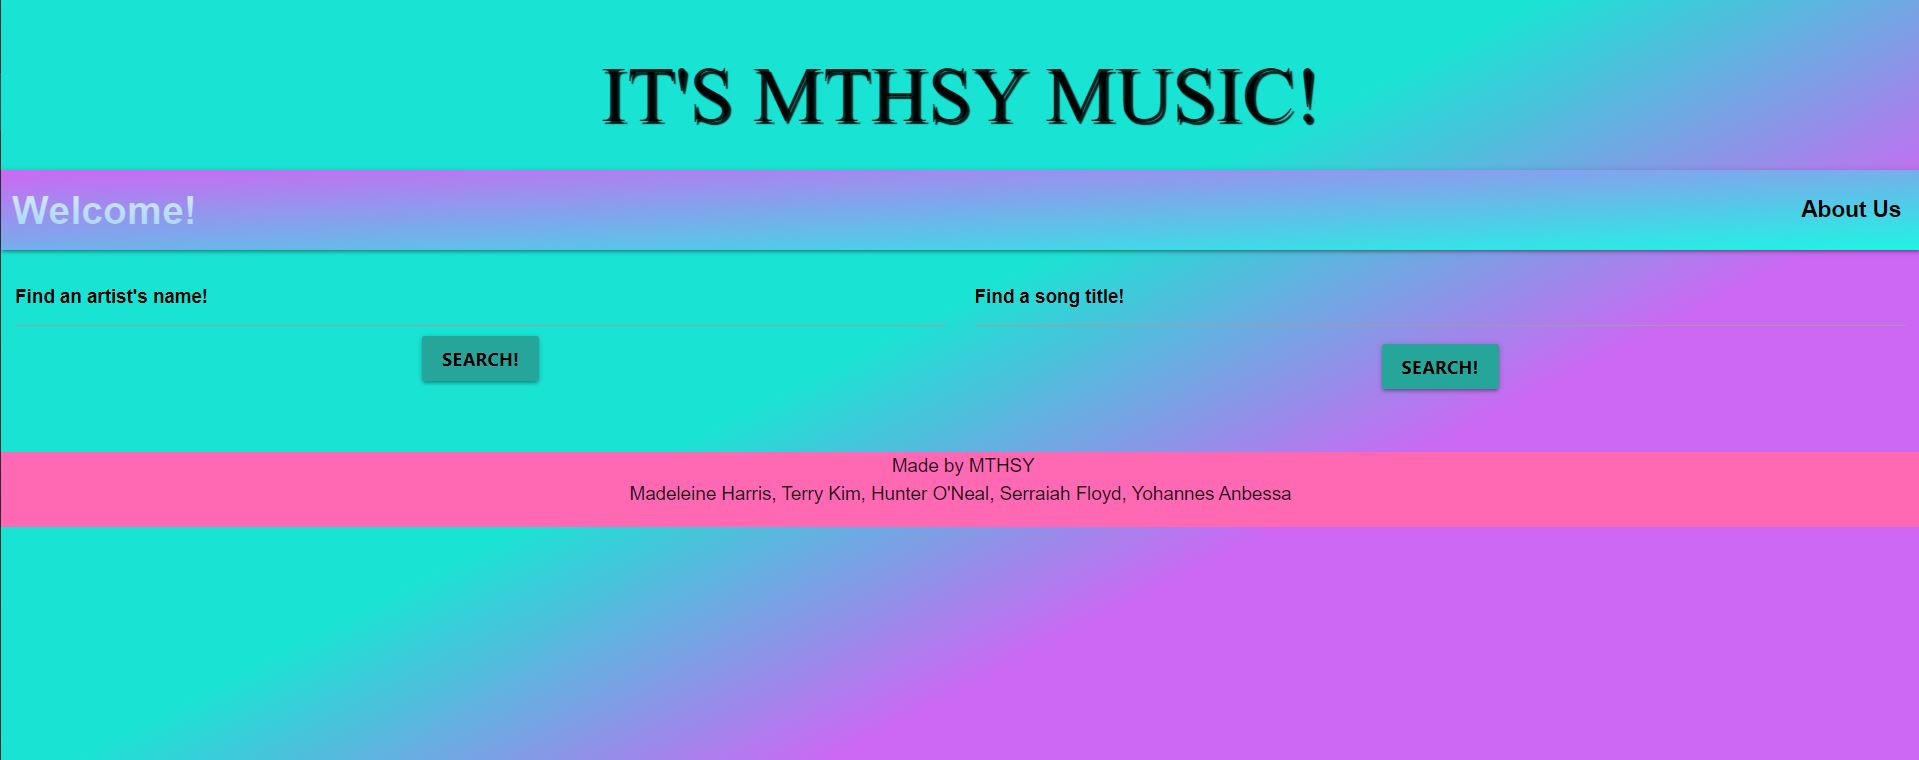 IT'S MTHSY MUSIC!
Welcome!
About Us
Find an artist's name!
Find a song title!
SEARCH!
SEARCH!
Made by MTHSY
Madeleine Harris, Terry Kim, Hunter O'Neal, Serraiah Floyd, Yohannes Anbessa